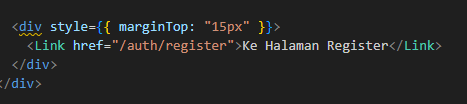 <div style={{ marginTop: "15px" }}>
<Link href="/auth/register">Ke Halaman Register</Link>
</div>
</div>